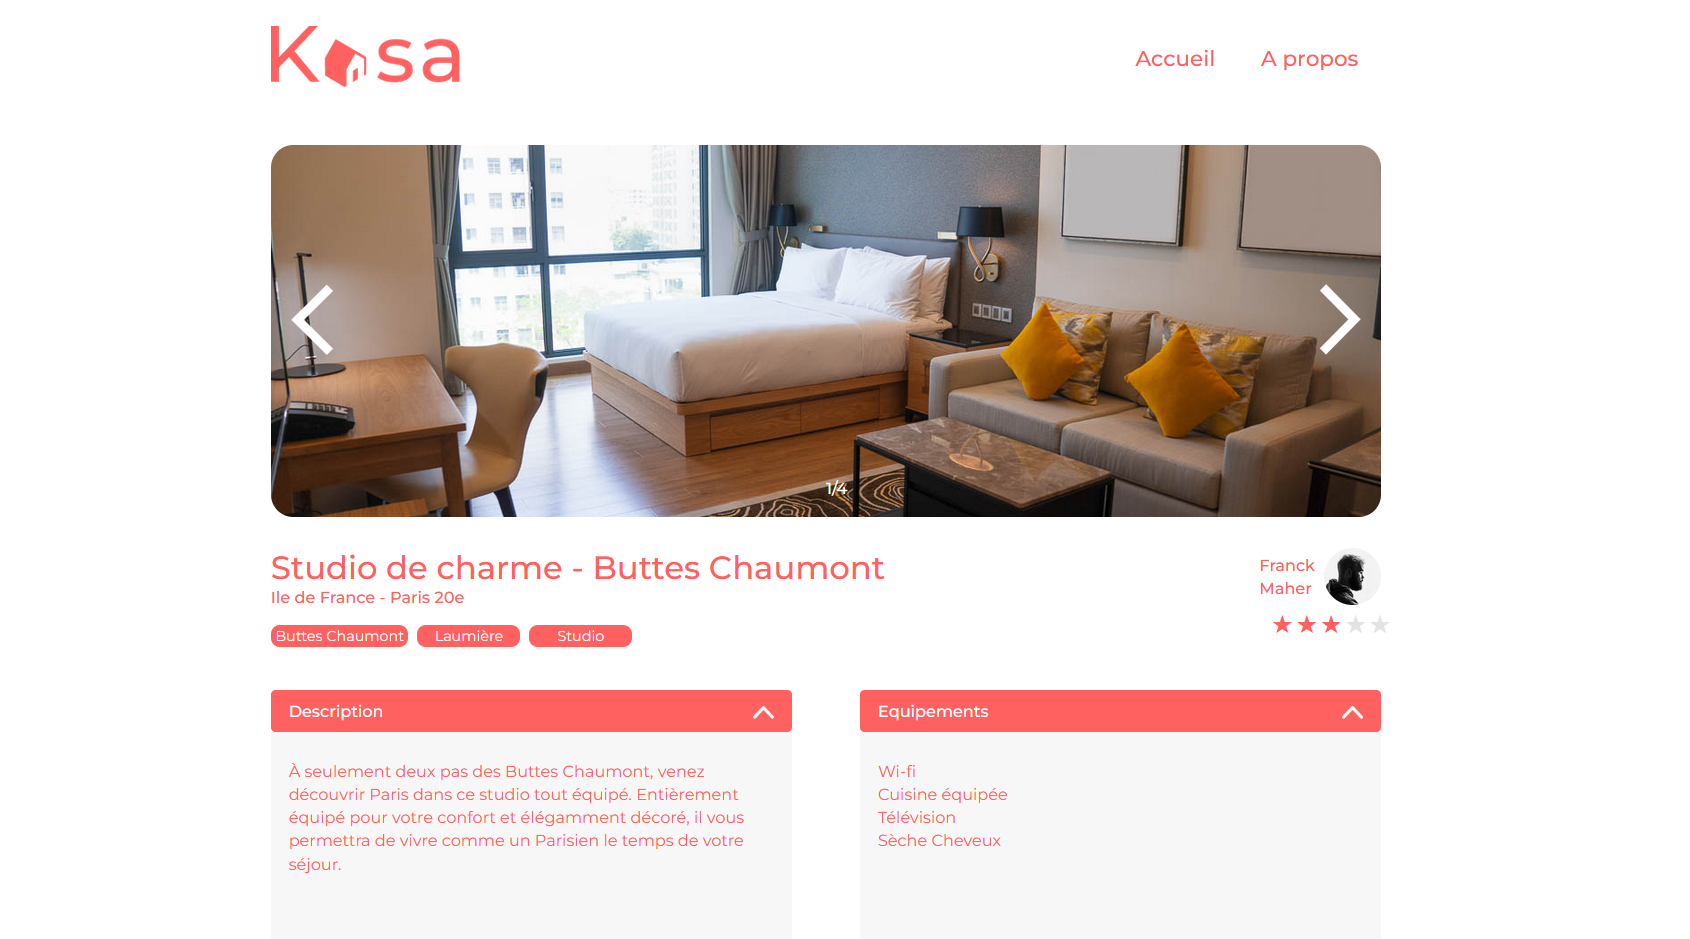 Kasa
Accueil
A propos
1/4
Studio de charme - Buttes Chaumont
Ile de France - Paris 20e
Buttes Chaumont
Laumière
Studio
Franck
Maher
Description
À seulement deux pas des Buttes Chaumont, venez
découvrir Paris dans ce studio tout équipé. Entièrement
équipé pour votre confort et élégamment décoré, il vous
permettra de vivre comme un Parisien le temps de votre
séjour.
Equipements
Wi-fi
Cuisine équipée
Télévision
Sèche Cheveux